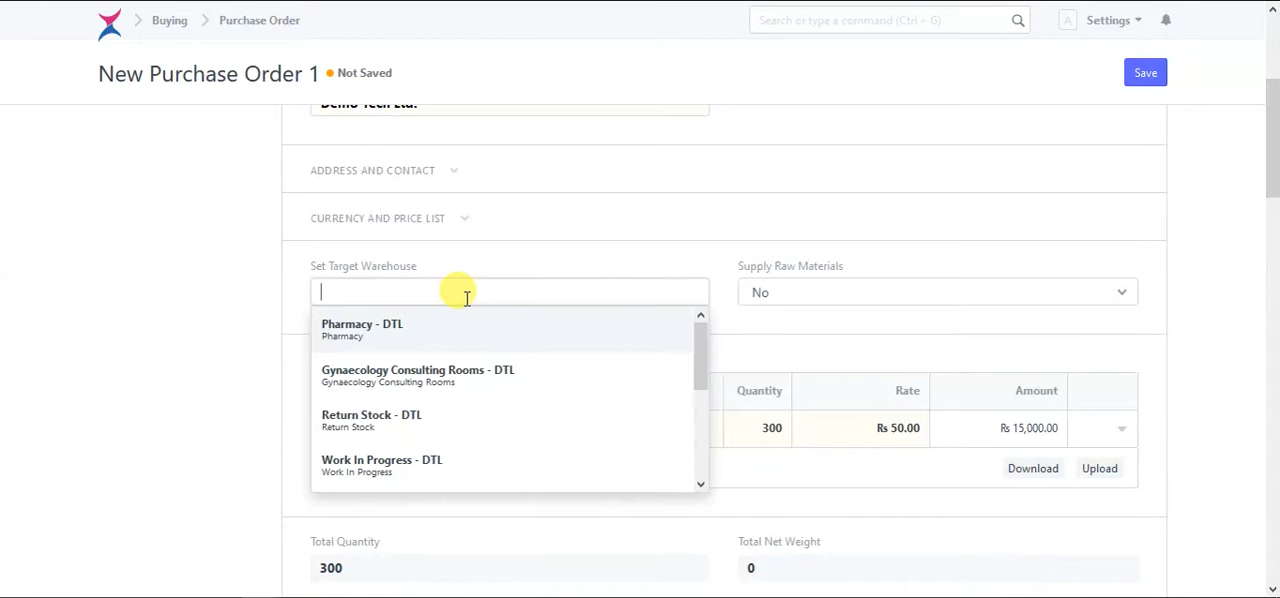 Buying
Purchase Order
Search or type a command (Ctrl + G)
A
Settings
New Purchase Order 1
Not Saved
Save
Demo Tech Ltd.
ADDRESS AND CONTACT
CURRENCY AND PRICE LIST
Set Target Warehouse
Supply Raw Materials
No
Pharmacy - DTL
Pharmacy
Gynaecology Consulting Rooms - DTL
Gynaecology Consulting Rooms
Return Stock - DTL
Return Stock
Work In Progress - DTL
Work In Progress
Quantity
Rate
Amount
300
Rs 50.00
Rs 15,000.00
Download
Upload
Total Quantity
Total Net Weight
300
0